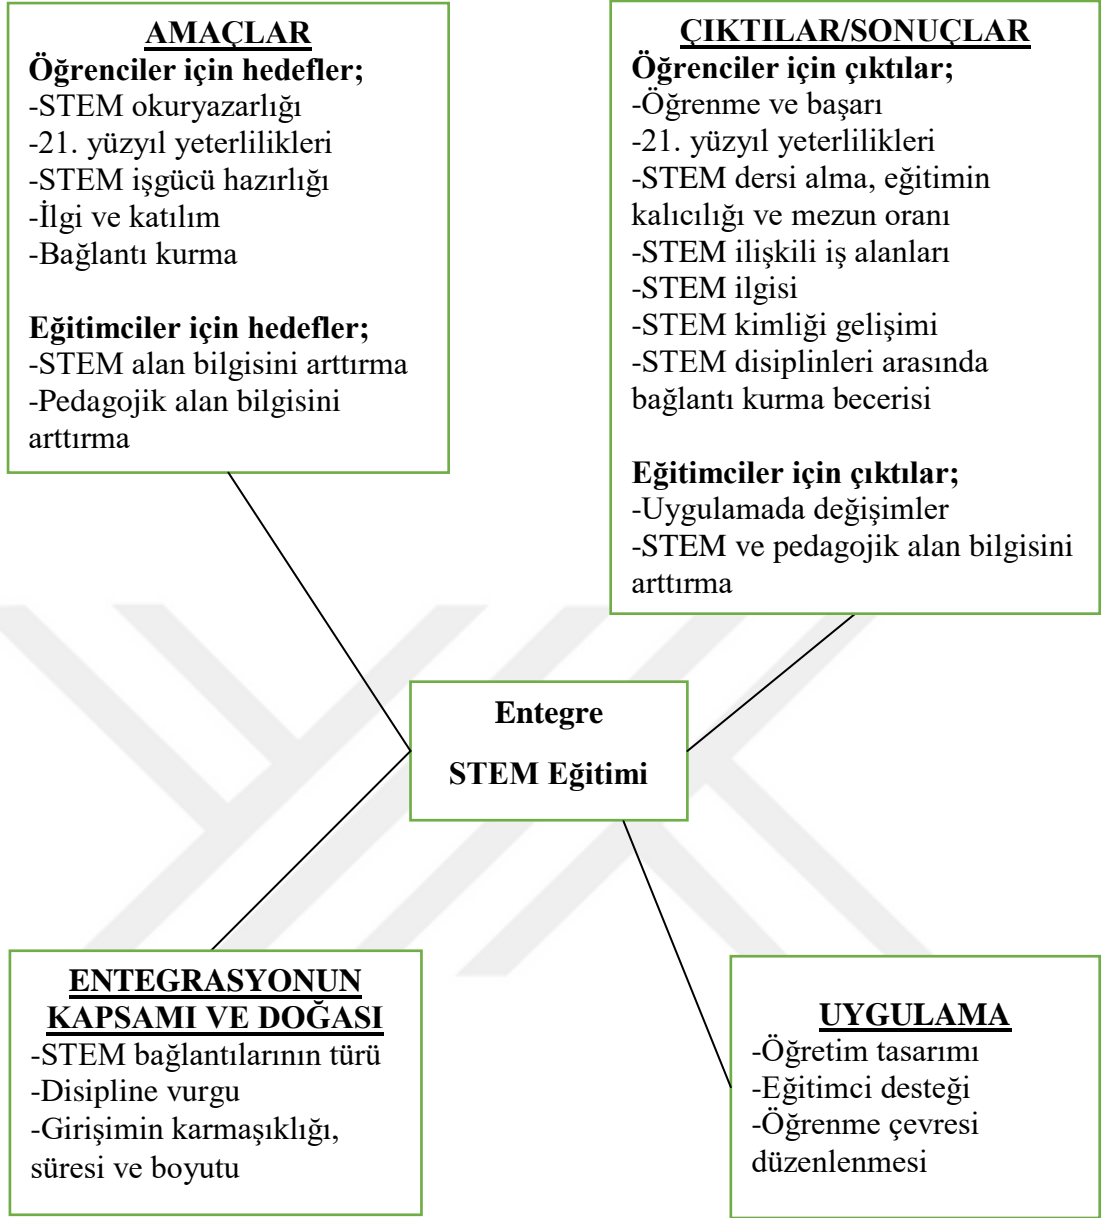 AMAÇLAR
Öğrenciler için hedefler;
-STEM okuryazarlığı
-21. yüzyıl yeterlilikleri
-STEM işgücü hazırlığı
-İlgi ve katılım
-Bağlantı kurma
Eğitimciler için hedefler;
-STEM alan bilgisini arttırma
-Pedagojik alan bilgisini
arttırma
ÇIKTILAR/SONUÇLAR
Öğrenciler için çıktılar;
-Öğrenme ve başarı
-21. yüzyıl yeterlilikleri
-STEM dersi alma, eğitimin
kalıcılığı ve mezun oranı
-STEM ilişkili iş alanları
-STEM ilgisi
-STEM kimliği gelişimi
-STEM disiplinleri arasında
bağlantı kurma becerisi
Eğitimciler için çıktılar;
-Uygulamada değişimler
-STEM ve pedagojik alan bilgisini
arttırma
Entegre
STEM Eğitimi
ENTEGRASYONUN
KAPSAMI VE DOĞASI
-STEM bağlantılarının türü
-Disipline vurgu
-Girişimin karmaşıklığı,
süresi ve boyutu
UYGULAMA
-Öğretim tasarımı
-Eğitimci desteği
-Öğrenme çevresi
düzenlenmesi